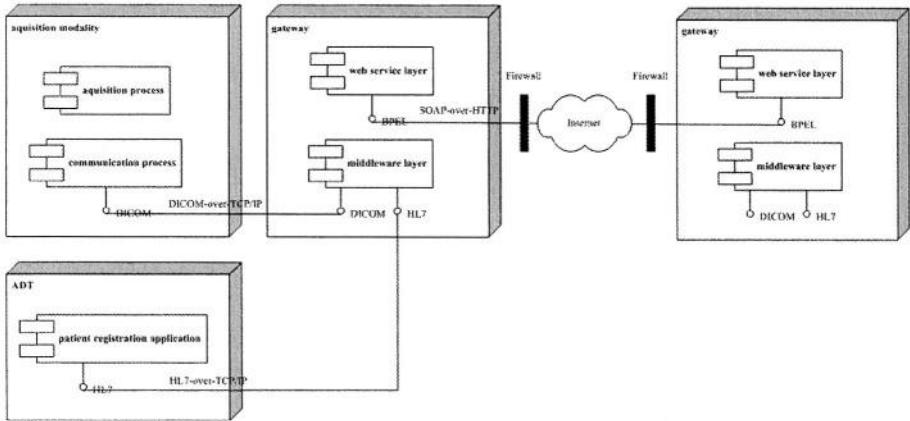 aquisition modality
aquisition process
communication process
DICOM
DICOM-over-TCP/IP
gateway
web service layer
BPEL
SOAP-over-HTTP
middleware layer
DICOM
HL7
Firewall
Internet
Firewall
gateway
web service layer
BPEL
middleware layer
DICOM
HL7
ADT
patient registration application
HL7
HL7-over-TCP/IP